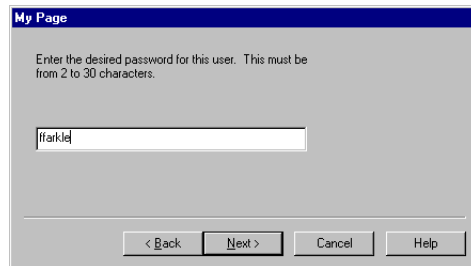 My Page
Enter the desired password for this user. This must be
from 2 to 30 characters.
ffarkle
< Back
Next >
Cancel
Help